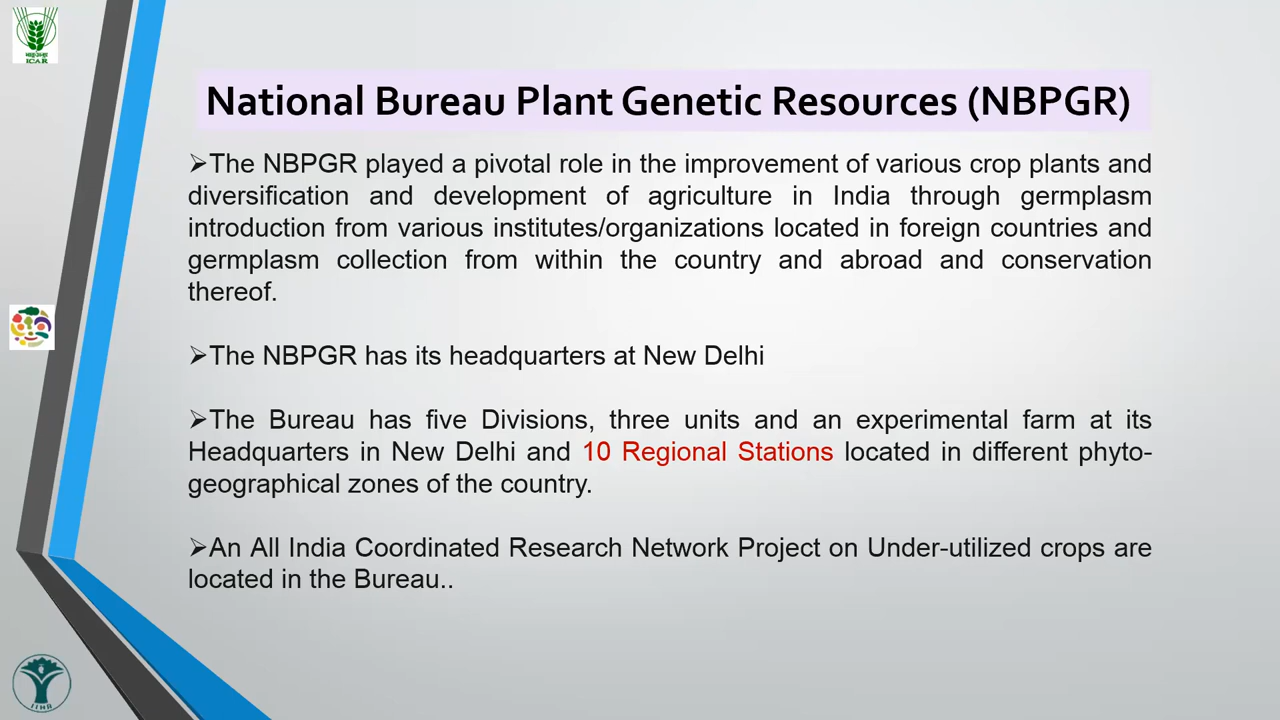 ICAR
National Bureau Plant Genetic Resources (NBPGR)
➢The NBPGR played a pivotal role in the improvement of various crop plants and
diversification and development of agriculture in India through germplasm
introduction from various institutes/organizations located in foreign countries and
germplasm collection from within the country and abroad and conservation
thereof.
➢The NBPGR has its headquarters at New Delhi
➢The Bureau has five Divisions, three units and an experimental farm at its
Headquarters in New Delhi and 10 Regional Stations located in different phyto-
geographical zones of the country.
➢An All India Coordinated Research Network Project on Under-utilized crops are
located in the Bureau..
IIHR